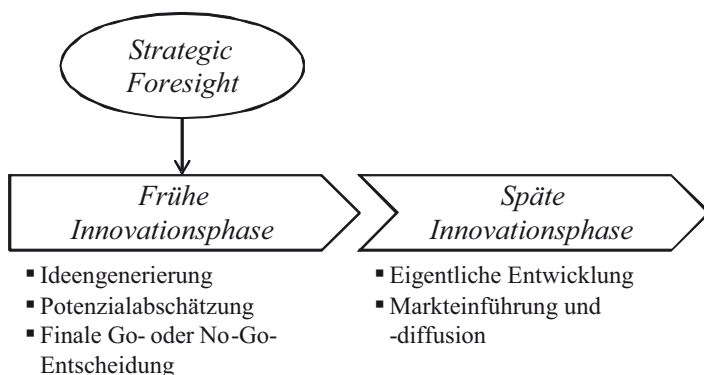 Strategic
Foresight
Frühe
Innovationsphase
Späte
Innovationsphase
▪ Ideengenerierung
▪ Potenzialabschätzung
▪ Finale Go- oder No-Go-
Entscheidung
▪ Eigentliche Entwicklung
▪ Markteinführung und
-diffusion